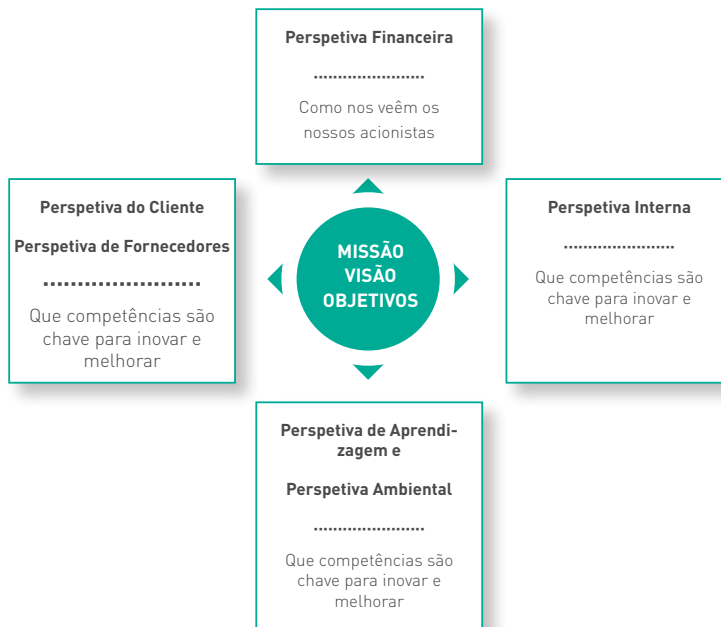 Perspetiva Financeira
.......................
Como nos veêm os
nossos acionistas
Perspetiva do Cliente
Perspetiva de Fornecedores
.......................
Que competências são
chave para inovar e
melhorar
MISSÃO
VISÃO
OBJETIVOS
Perspetiva Interna
.......................
Que competências são
chave para inovar e
melhorar
Perspetiva de Aprendi-
zagem e
Perspetiva Ambiental
.......................
Que competências são
chave para inovar e
melhorar